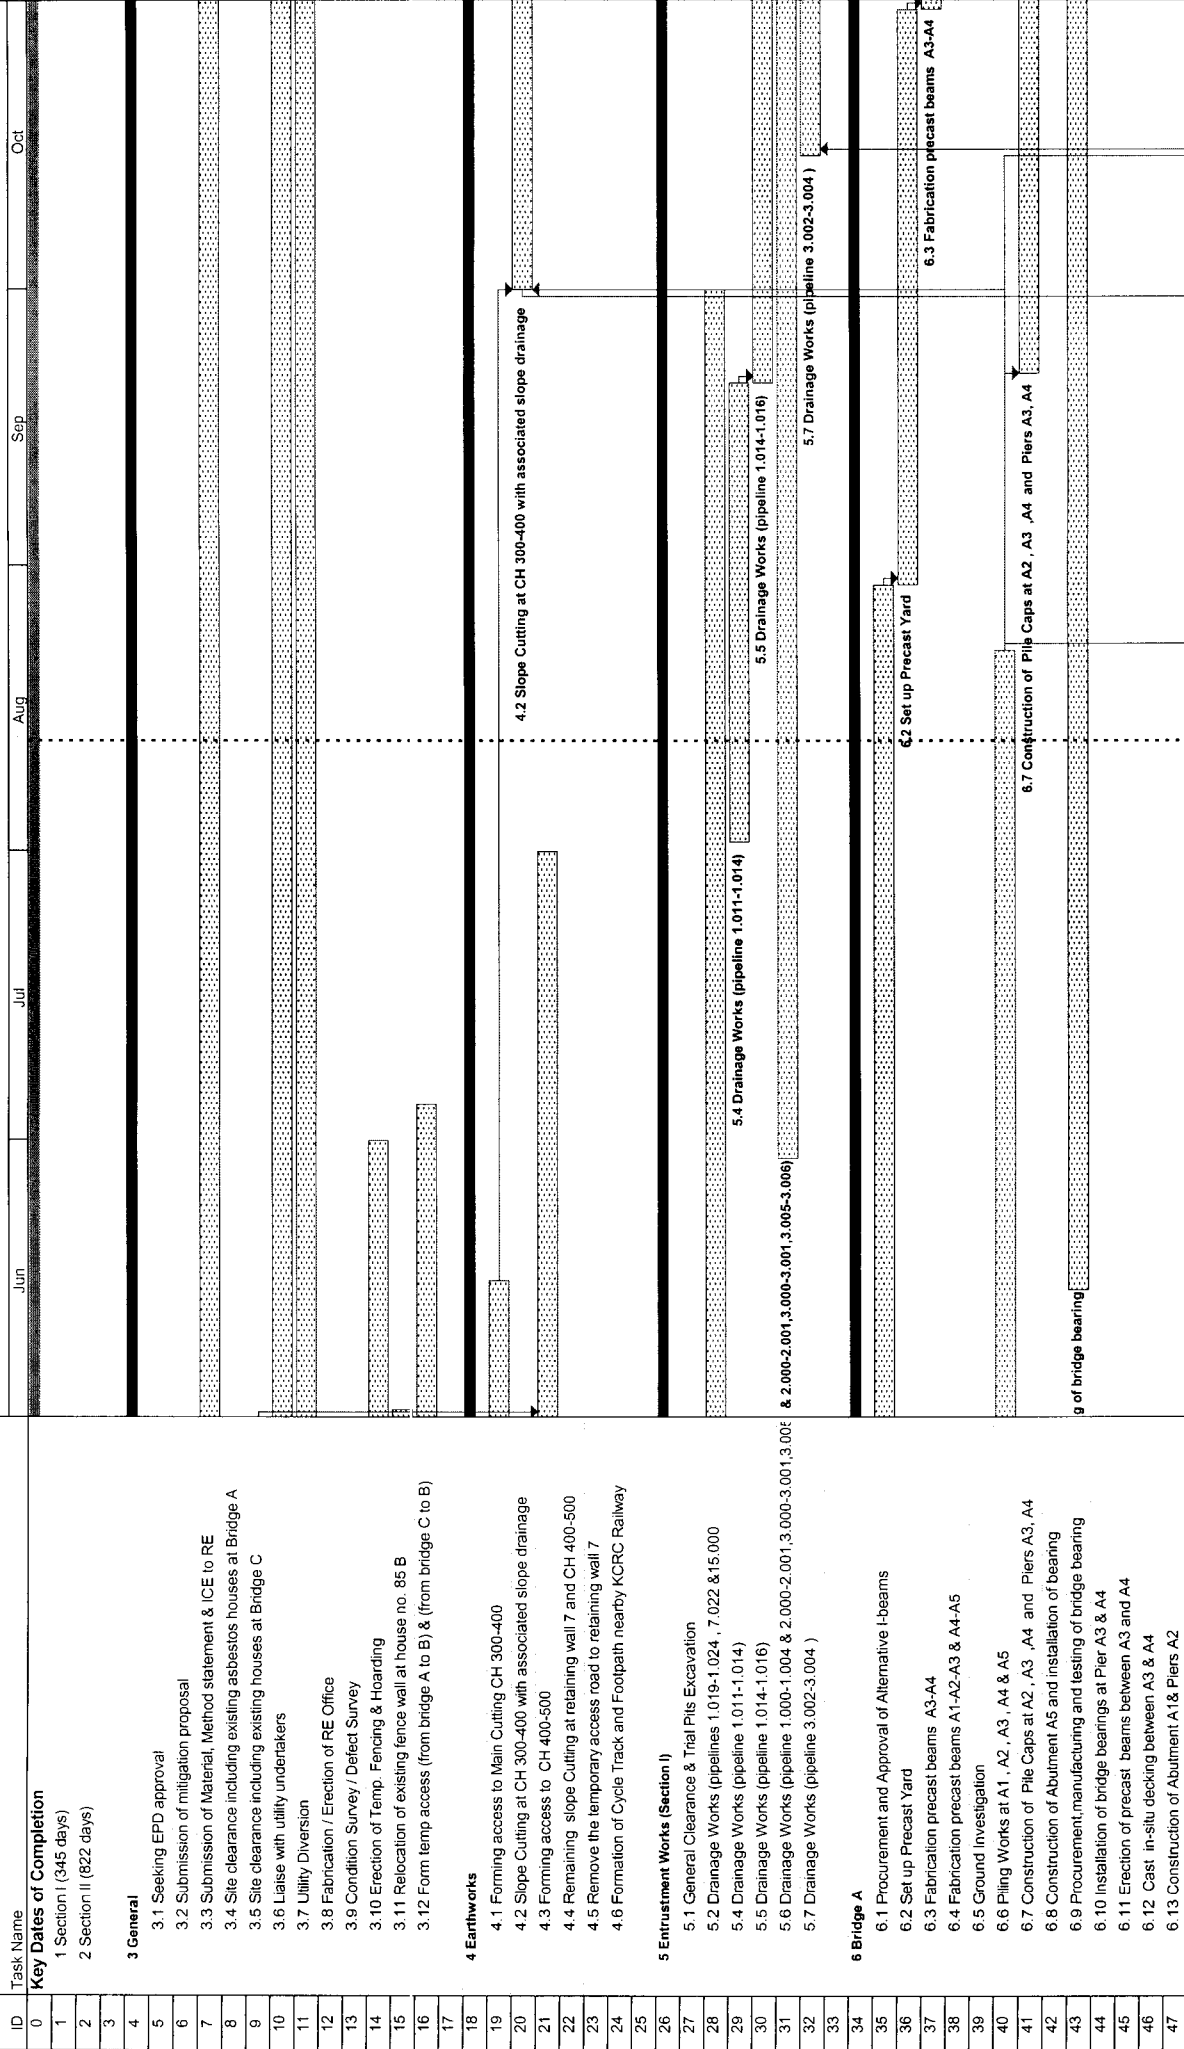 ID Task Name Jun Jul Aug Sep Oct
0 Key Dates of Completion
1 1 Section I (345 days)
2 2 Section II (822 days)
3
4 3 General
5 3.1 Seeking EPD approval
6 3.2 Submission of mitigation proposal
7 3.3 Submission of Material, Method statement & ICE to RE
8 3.4 Site clearance including existing asbestos houses at Bridge A
9 3.5 Site clearance including existing houses at Bridge C
10 3.6 Liaise with utility undertakers
11 3.7 Utility Diversion
12 3.8 Fabrication / Erection of RE Office
13 3.9 Condition Survey / Defect Survey
14 3.10 Erection of Temp. Fencing & Hoarding
15 3.11 Relocation of existing fence wall at house no. 85 B
16 3.12 Form temp access (from bridge A to B) & (from bridge C to B)
17
18 4 Earthworks
19 4.1 Forming access to Main Cutting CH 300-400
20 4.2 Slope Cutting at CH 300-400 with associated slope drainage 4.2 Slope Cutting at CH 300-400 with associated slope drainage
21 4.3 Forming access to CH 400-500
22 4.4 Remaining slope Cutting at retaining wall 7 and CH 400-500
23 4.5 Remove the temporary access road to retaining wall 7
24 4.6 Formation of Cycle Track and Footpath nearby KCRC Railway
25
26 5 Entrustment Works (Section I)
27 5.1 General Clearance & Trial Pits Excavation
28 5.2 Drainage Works (pipelines 1.019-1.024 , 7.022 &15.000
29 5.4 Drainage Works (pipeline 1.011-1.014) 5.4 Drainage Works (pipeline 1.011-1.014)
30 5.5 Drainage Works (pipeline 1.014-1.016) 5.5 Drainage Works (pipeline 1.014-1.016)
31 5.6 Drainage Works (pipeline 1.000-1.004 & 2.000-2.001,3.000-3.001,3.005 & 2.000-2.001,3.000-3.001,3.005-3.006)
32 5.7 Drainage Works (pipeline 3.002-3.004 ) 5.7 Drainage Works (pipeline 3.002-3.004 )
33
34 6 Bridge A
35 6.1 Procurement and Approval of Alternative I-beams
36 6.2 Set up Precast Yard 6.2 Set up Precast Yard
37 6.3 Fabrication precast beams A3-A4 6.3 Fabrication precast beams A3-A4
38 6.4 Fabrication precast beams A1-A2-A3 & A4-A5
39 6.5 Ground Investigation
40 6.6 Piling Works at A1 , A2 , A3 , A4 & A5
41 6.7 Construction of Pile Caps at A2 , A3 ,A4 and Piers A3, A4 6.7 Construction of Pile Caps at A2 , A3 ,A4 and Piers A3, A4
42 6.8 Construction of Abutment A5 and installation of bearing
43 6.9 Procurement,manufacturing and testing of bridge bearing g of bridge bearing
44 6.10 Installation of bridge bearings at Pier A3 & A4
45 6.11 Erection of precast beams between A3 and A4
46 6.12 Cast in-situ decking between A3 & A4
47 6.13 Construction of Abutment A1& Piers A2